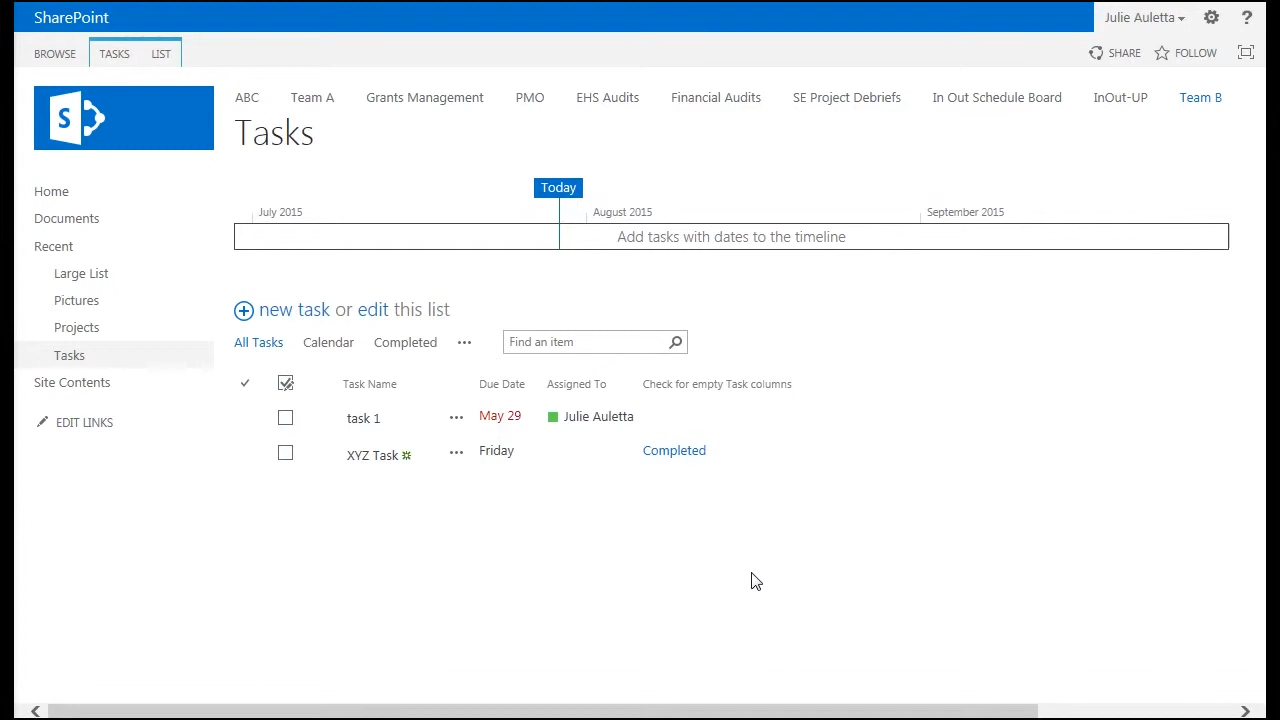 SharePoint
Julie Auletta
?
BROWSE
TASKS
LIST
SHARE
FOLLOW
S
ABC
Team A
Grants Management
PMO
EHS Audits
Financial Audits
SE Project Debriefs
In Out Schedule Board
InOut-UP
Team B
Tasks
Home
Documents
Recent
Large List
Pictures
Projects
Tasks
Site Contents
EDIT LINKS
Today
July 2015
August 2015
September 2015
Add tasks with dates to the timeline
new task or edit this list
All Tasks
Calendar
Completed
Find an item
Task Name
Due Date
Assigned To
Check for empty Task columns
task 1
May 29
Julie Auletta
XYZ Task
Friday
Completed